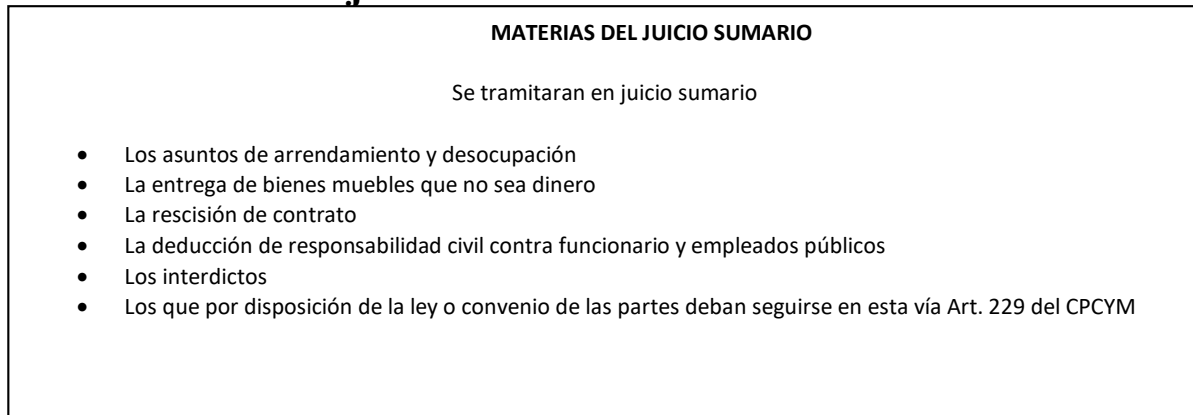 MATERIAS DEL JUICIO SUMARIO
Se tramitaran en juicio sumario
• Los asuntos de arrendamiento y desocupación
• La entrega de bienes muebles que no sea dinero
• La rescisión de contrato
• La deducción de responsabilidad civil contra funcionario y empleados públicos
• Los interdictos
• Los que por disposición de la ley o convenio de las partes deban seguirse en esta vía Art. 229 del CPCYM